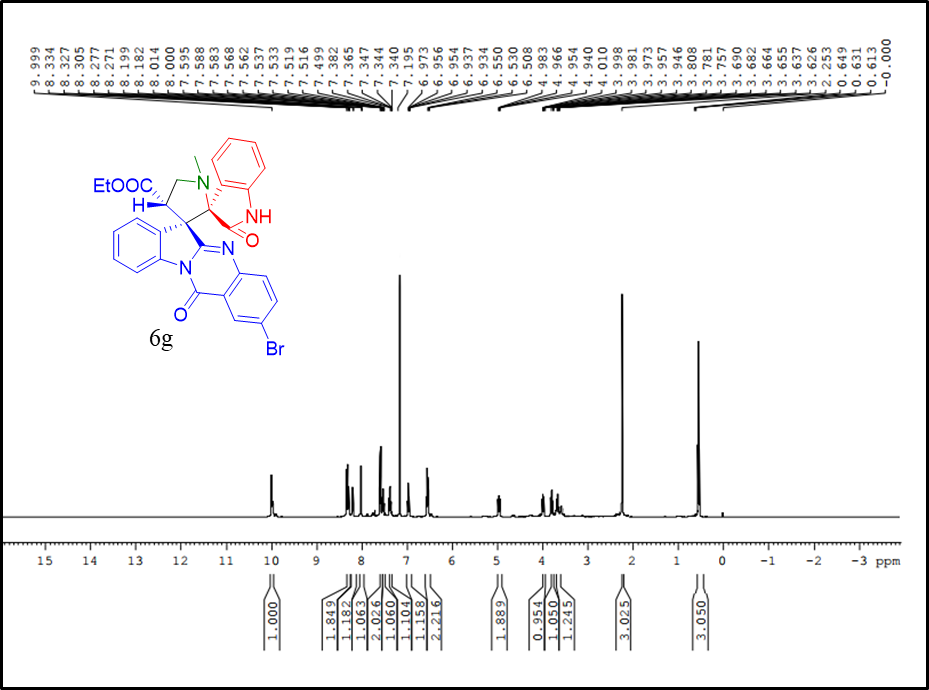 9.999 8.334 8.327 8.305 8.277 8.271 8.199 8.182 8.014 8.000 7.595 7.588 7.583 7.568 7.562 7.537 7.533 7.519 7.516 7.499 7.382 7.365 7.347 7.344 7.340 7.195 6.973 6.956 6.954 6.937 6.934 6.550 6.530 6.508 4.983 4.966 4.954 4.940 4.010 3.998 3.981 3.973 3.957 3.946 3.808 3.781 3.757 3.690 3.682 3.664 3.655 3.637 3.626 2.253 0.649 0.631 0.613 -0.000
EtOOC N
H NH
O
N
N
O
6g Br
15 14 13 12 11 10 9 8 7 6 5 4 3 2 1 0 -1 -2 -3 ppm
1.000 1.849 1.182 1.063 2.026 1.060 1.104 1.158 2.216 1.889 0.954 1.050 1.245 3.025 3.050